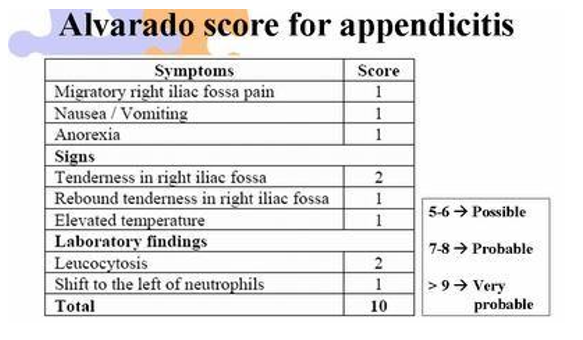 Alvarado score for appendicitis
Symptoms Score
Migratory right iliac fossa pain 1
Nausea / Vomiting 1
Anorexia 1
Signs
Tenderness in right iliac fossa 2
Rebound tenderness in right iliac fossa 1
Elevated temperature 1
Laboratory findings
Leucocytosis 2
Shift to the left of neutrophils 1
Total 10
5-6 → Possible
7-8 → Probable
> 9 → Very
probable